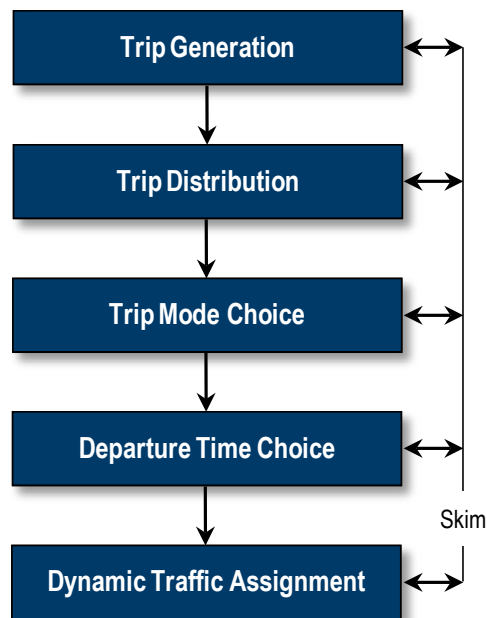 Trip Generation
Trip Distribution
Trip Mode Choice
Departure Time Choice
Skim
Dynamic Traffic Assignment